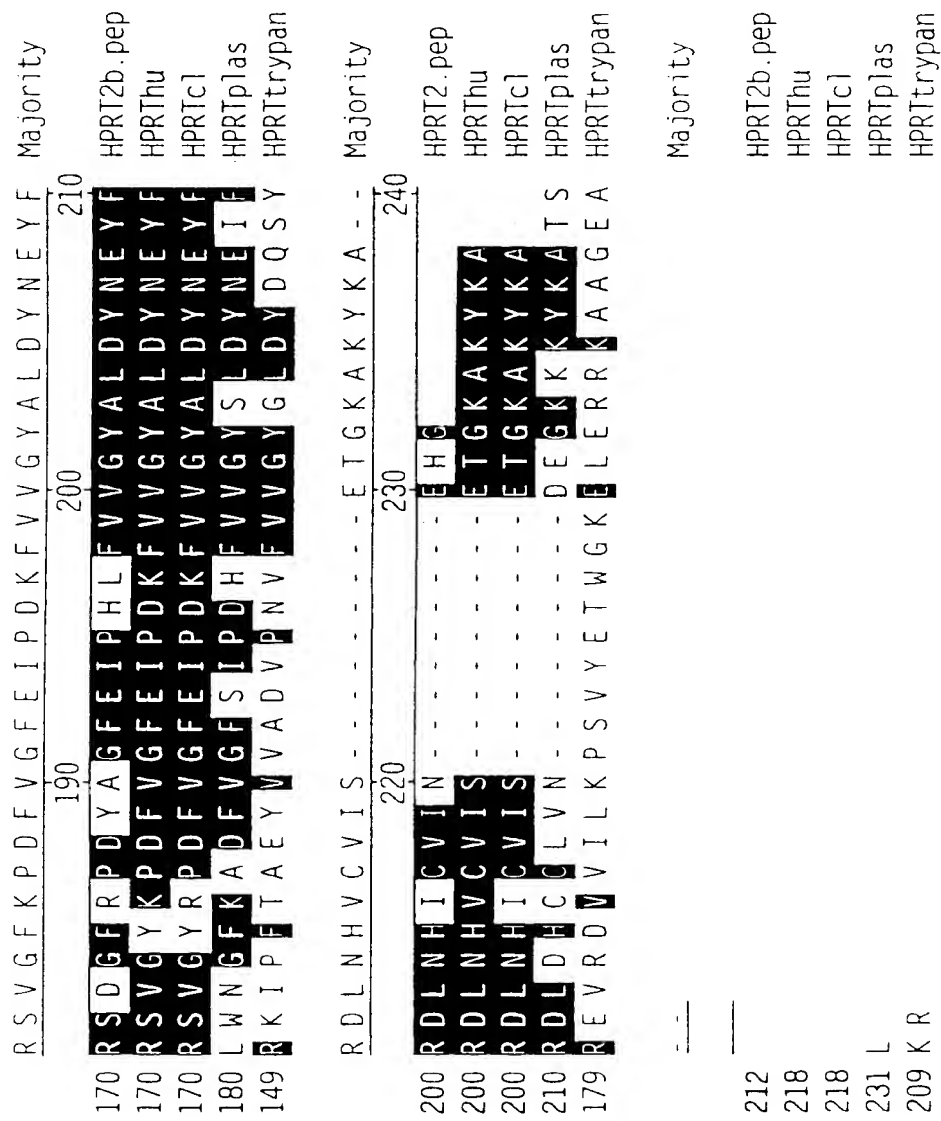 R S V G F K P D F V G F E I P D K F V V G Y A L D Y N E Y F Majority
190 200 210
170 R S D G F R P D Y A G F E I P H L F V V G Y A L D Y N E Y F HPRT2b.pep
170 R S V G Y K P D F V G F E I P D K F V V G Y A L D Y N E Y F HPRThu
170 R S V G Y R P D F V G F E I P D K F V V G Y A L D Y N E Y F HPRTcl
180 L W N G F K A D F V G F S I P D H F V V G Y S L D Y N E I F HPRTplas
149 R K I P F T A E Y V V A D V P N V F V V G Y G L D Y D Q S Y HPRTtrypan
R D L N H V C V I S - - - - - - - - - E T G K A K Y K A - - Majority
220 230 240
200 R D L N H I C V I N - - - - - - - - - E H G HPRT2.pep
200 R D L N H V C V I S - - - - - - - - - E T G K A K Y K A HPRThu
200 R D L N H I C V I S - - - - - - - - - E T G K A K Y K A HPRTcl
210 R D L D H C C L V N - - - - - - - - - D E G K K K Y K A T S HPRTplas
179 R E V R D V V I L K P S V Y E T W G K E L E R R K A A G E A HPRTtrypan
- - Majority
212 HPRT2b.pep
218 HPRThu
218 HPRTcl
231 L HPRTplas
209 K R HPRTtrypan